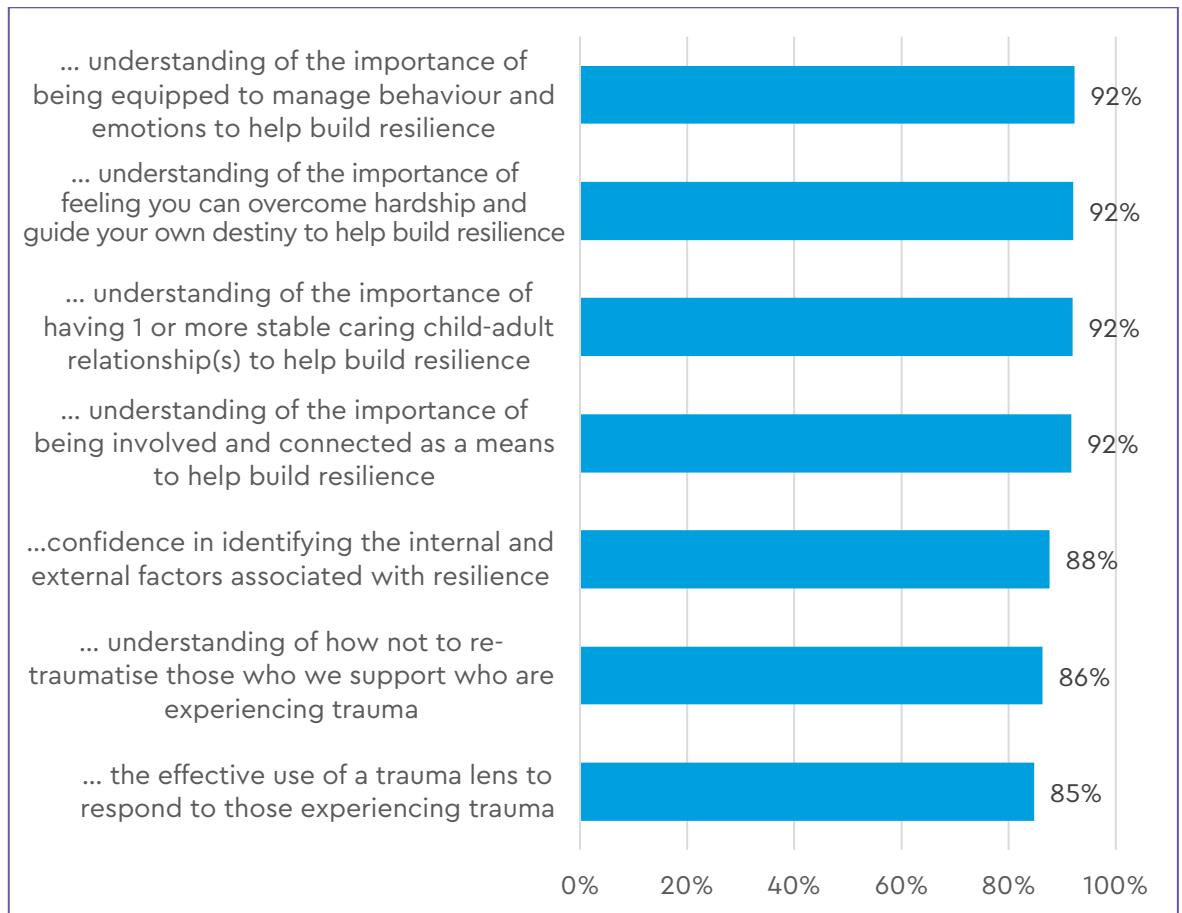 ... understanding of the importance of
being equipped to manage behaviour and
emotions to help build resilience
92%
... understanding of the importance of
feeling you can overcome hardship and
guide your own destiny to help build resilience
92%
... understanding of the importance of
having 1 or more stable caring child-adult
relationship(s) to help build resilience
92%
... understanding of the importance of
being involved and connected as a means
to help build resilience
92%
...confidence in identifying the internal and
external factors associated with resilience
88%
... understanding of how not to re-
traumatise those who we support who are
experiencing trauma
86%
... the effective use of a trauma lens to
respond to those experiencing trauma
85%
0% 20% 40% 60% 80% 100%